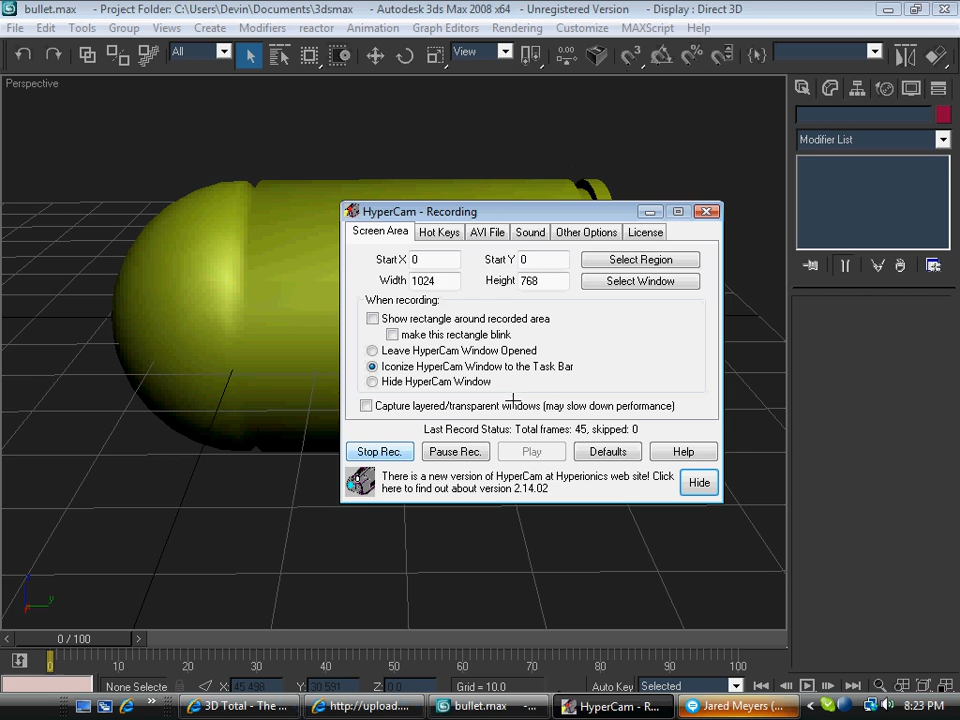 bullet.max - Project Folder: C:\Users\Devin\Documents\3dsmax - Autodesk 3ds Max 2008 x64 - Unregistered Version - Display : Direct 3D
File Edit Tools Group Views Create Modifiers reactor Animation Graph Editors Rendering Customize MAXScript Help
All
View
Perspective
Modifier List
HyperCam - Recording
Screen Area Hot Keys AVI File Sound Other Options License
Start X 0 Start Y 0 Select Region
Width 1024 Height 768 Select Window
When recording:
Show rectangle around recorded area
make this rectangle blink
Leave HyperCam Window Opened
Iconize HyperCam Window to the Task Bar
Hide HyperCam Window
Capture layered/transparent windows (may slow down performance)
Last Record Status: Total frames: 45, skipped: 0
Stop Rec. Pause Rec. Play Defaults Help
There is a new version of HyperCam at Hyperionics web site! Click
here to find out about version 2.14.02
Hide
z
y
0 / 100
0 10 20 30 40 50 60 70 80 90 100
None Selecte X: 45.498 Y: 30.591 Z: 0.0 Grid = 10.0 Auto Key Selected
3D Total - The ... http://upload.... bullet.max -... HyperCam - R... Jared Meyers (... 8:23 PM